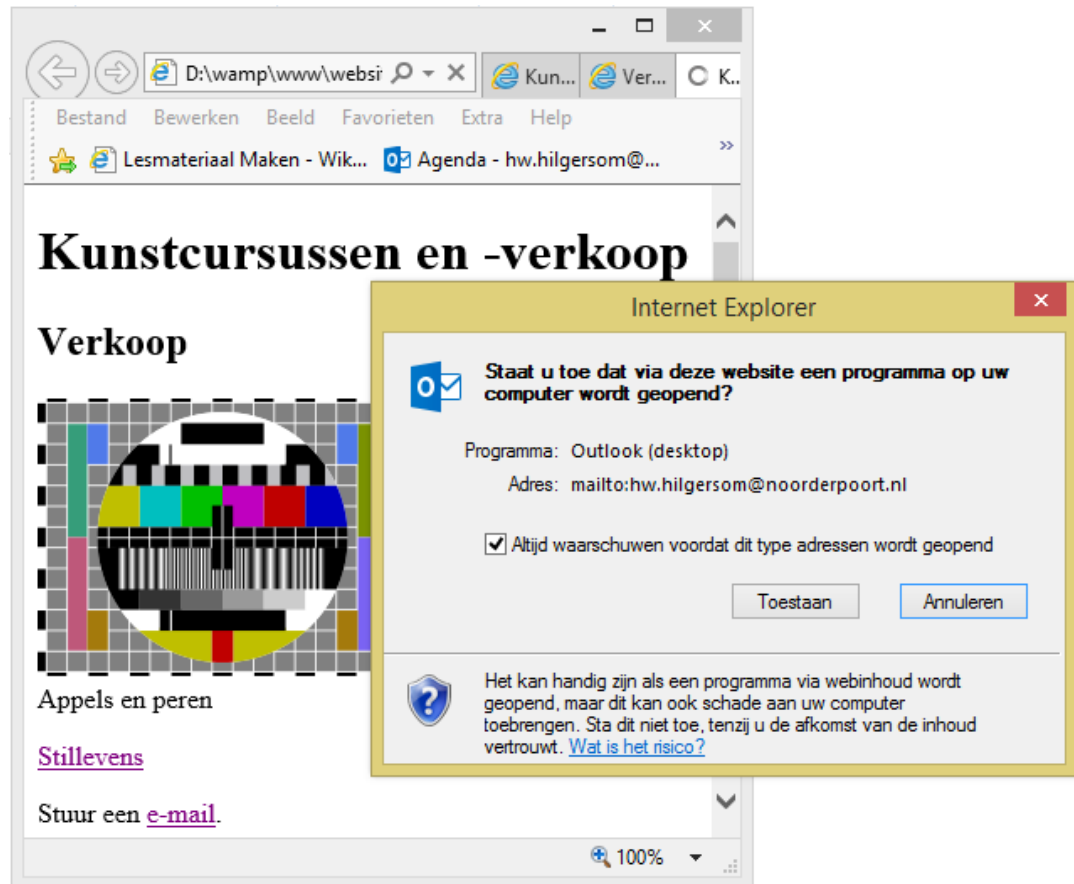 D:\wamp\www\websi
Kun...
Ver...
K..
Bestand Bewerken Beeld Favorieten Extra Help
Lesmateriaal Maken - Wik... Agenda - hw.hilgersom@...
Kunstcursussen en -verkoop
Verkoop
Appels en peren
Stillevens
Stuur een e-mail.
100%
Internet Explorer
Staat u toe dat via deze website een programma op uw
computer wordt geopend?
Programma: Outlook (desktop)
Adres: mailto:hw.hilgersom@noorderpoort.nl
Altijd waarschuwen voordat dit type adressen wordt geopend
Toestaan Annuleren
Het kan handig zijn als een programma via webinhoud wordt
geopend, maar dit kan ook schade aan uw computer
toebrengen. Sta dit niet toe, tenzij u de afkomst van de inhoud
vertrouwt. Wat is het risico?